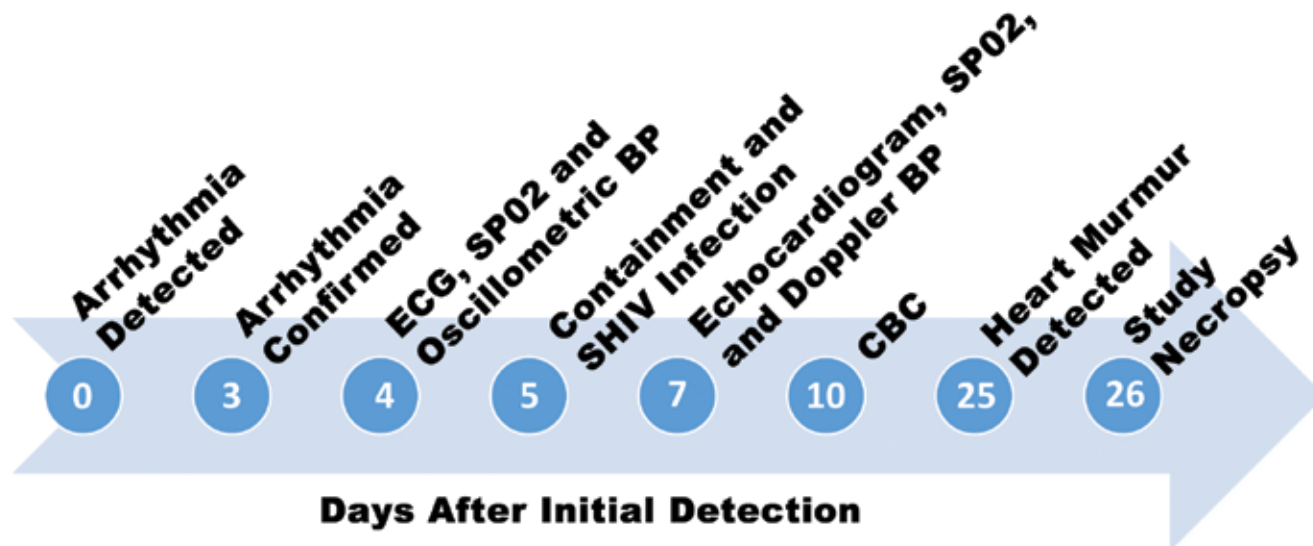 Arrhythmia
Detected
Arrhythmia
Confirmed
ECG, SP02 and
Oscillometric BP
Containment and
SHIV Infection
Echocardiogram, SP02,
and Doppler BP
CBC
Heart Murmur
Detected
Study
Necropsy
0
3
4
5
7
10
25
26
Days After Initial Detection